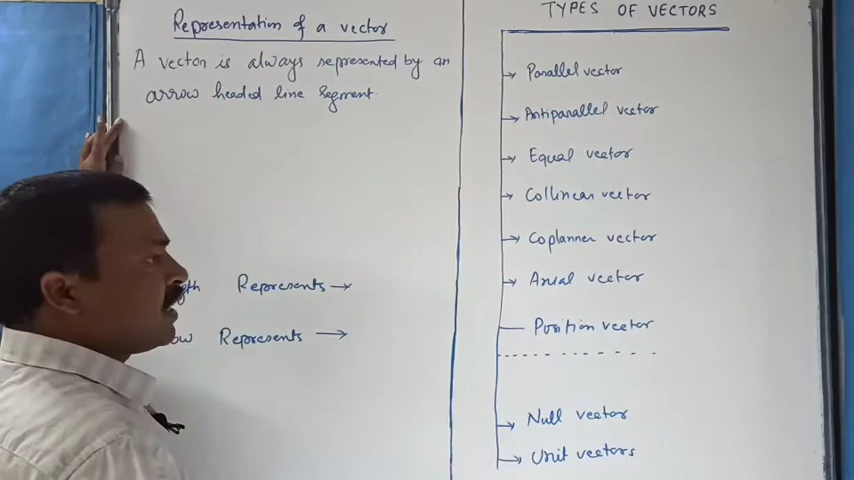 Representation of a vector
A vector is always represented by an
arrow headed line segment
Represents →
Represents →
TYPES OF VECTORS
→ Parallel vector
→ Antiparallel vector
→ Equal vector
→ Collinear vector
→ Coplanner vector
→ Axial vector
Position vector
→ Null vector
→ Unit vectors